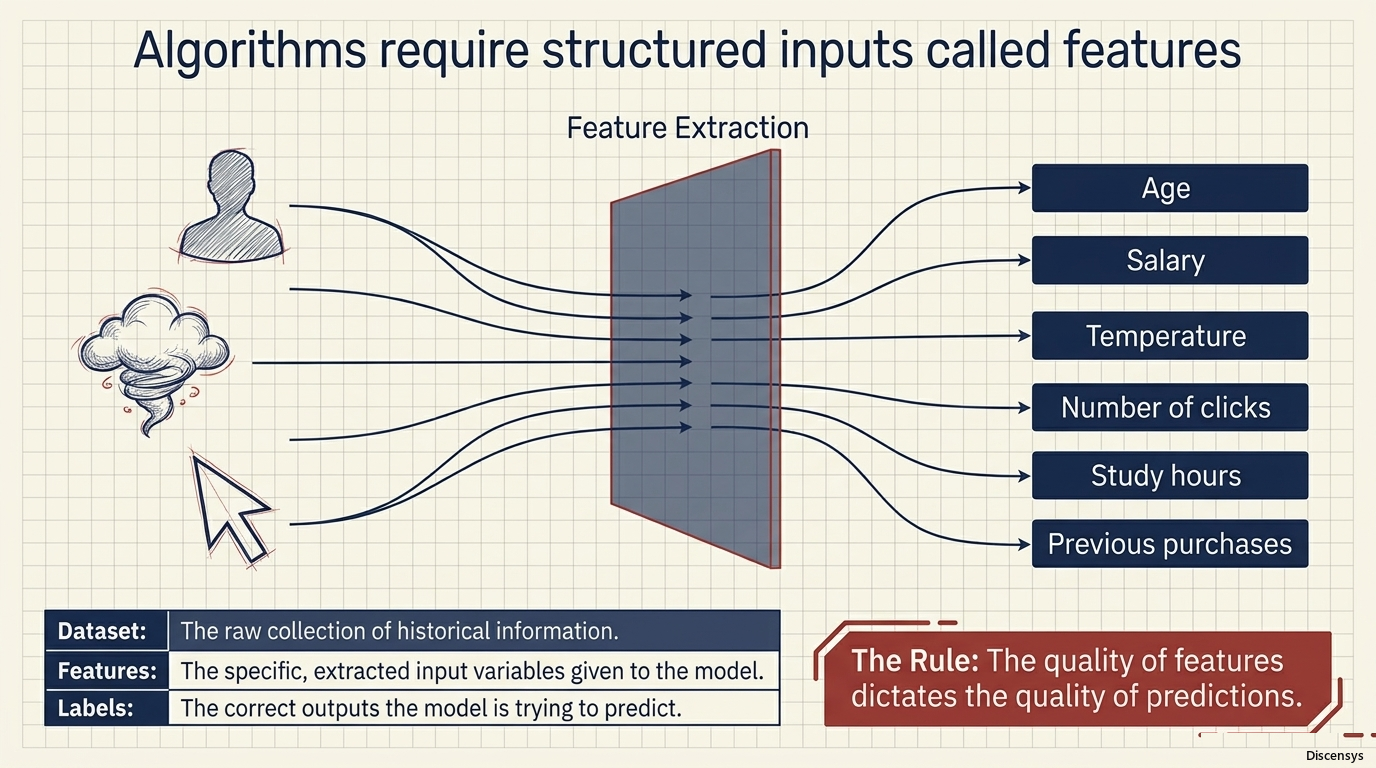 Algorithms require structured inputs called features
Feature Extraction
Age
Salary
Temperature
Number of clicks
Study hours
Previous purchases
Dataset: The raw collection of historical information.
Features: The specific, extracted input variables given to the model.
Labels: The correct outputs the model is trying to predict.
The Rule: The quality of features
dictates the quality of predictions.
Discensys